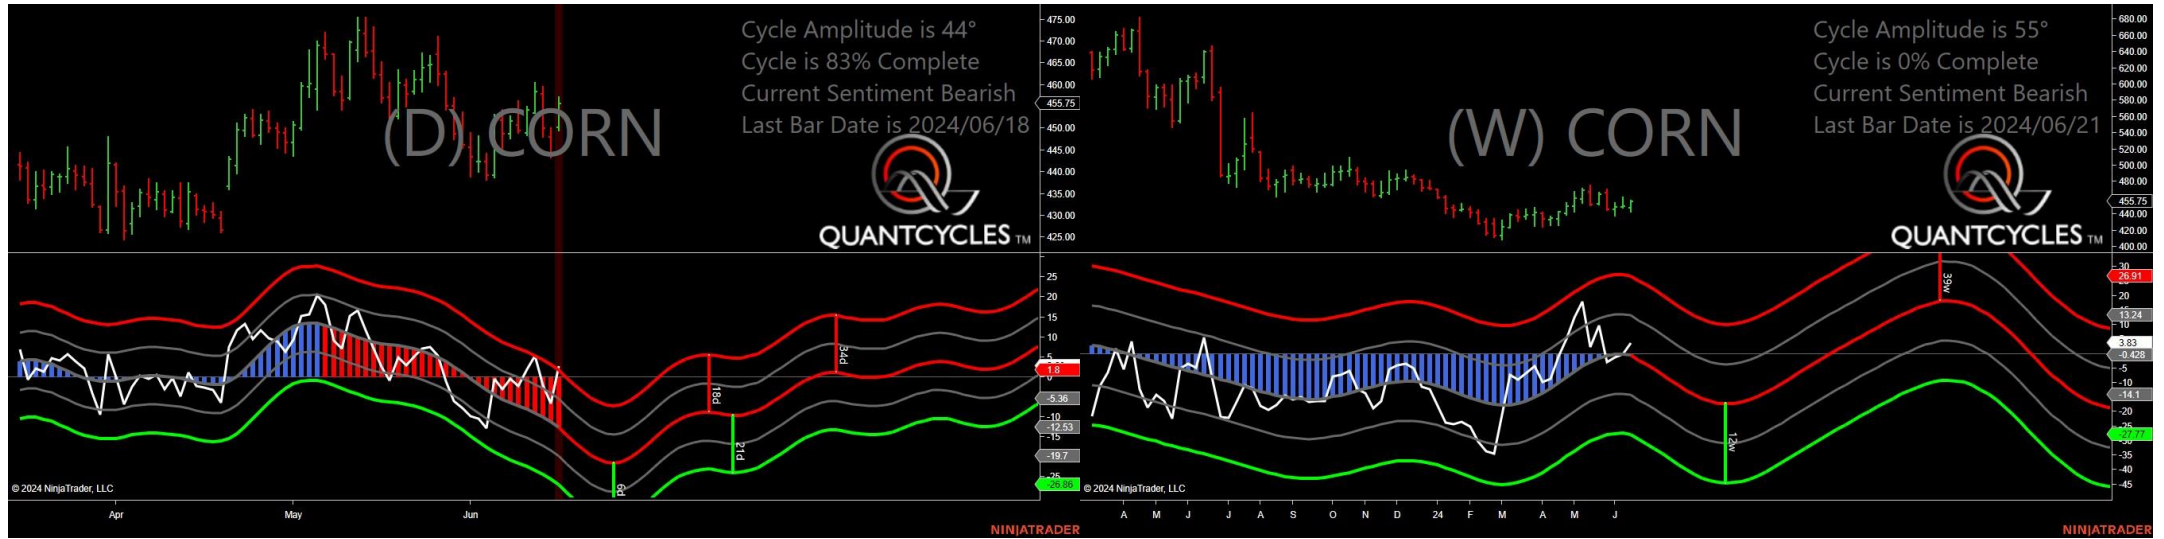 (D) CORN
Cycle Amplitude is 44°
Cycle is 83% Complete
Current Sentiment Bearish
Last Bar Date is 2024/06/18
QUANTCYCLES TM
475.00
470.00
465.00
460.00
455.75
450.00
445.00
440.00
435.00
430.00
425.00
25
20
15
10
5
1.8
0
-5.36
-10
-12.53
-15
-19.7
-26.86
6d
18d
21d
34d
© 2024 NinjaTrader, LLC
Apr May Jun
NINJATRADER
(W) CORN
Cycle Amplitude is 55°
Cycle is 0% Complete
Current Sentiment Bearish
Last Bar Date is 2024/06/21
QUANTCYCLES TM
680.00
660.00
640.00
620.00
600.00
580.00
560.00
540.00
520.00
500.00
480.00
455.75
440.00
420.00
400.00
30
26.91
20
13.24
10
3.83
-0.428
-5
-10
-14.1
-20
-27.77
-30
-35
-40
-45
12w
39w
© 2024 NinjaTrader, LLC
A M J J A S O N D 24 F M A M J
NINJATRADER